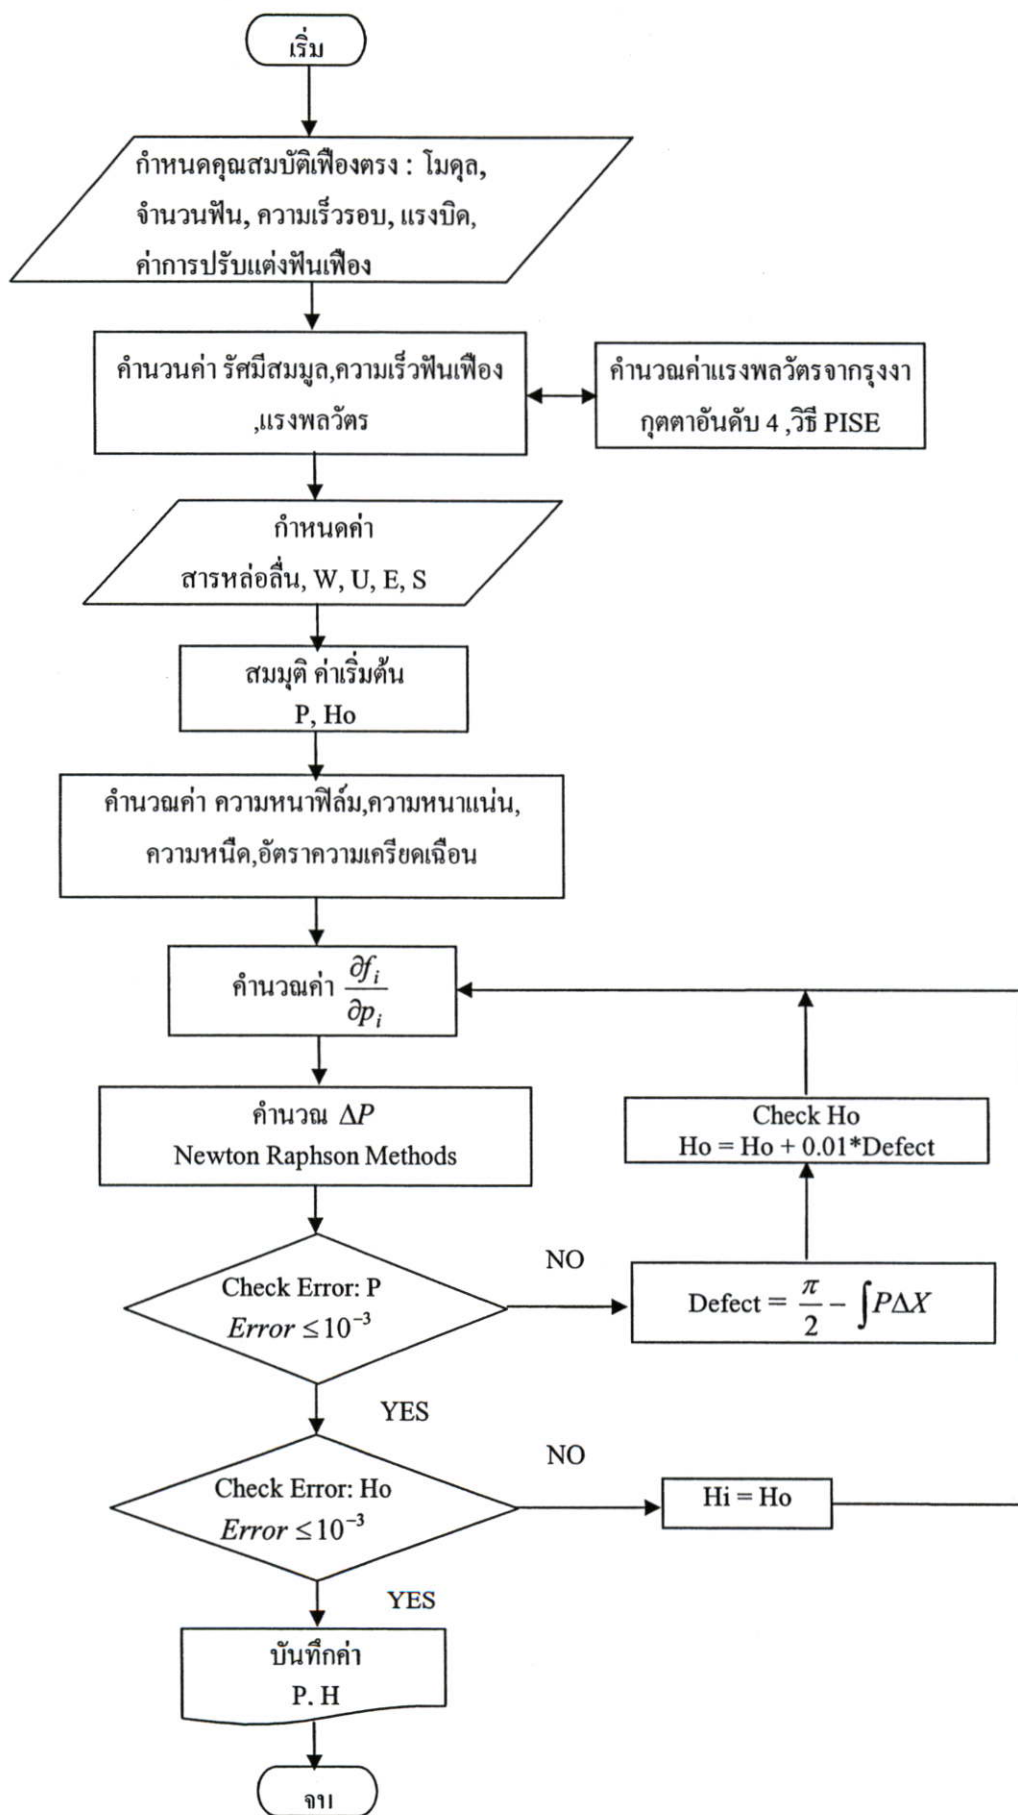 เริ่ม
กำหนดคุณสมบัติเฟืองตรง : โมดุล,
จำนวนฟัน, ความเร็วรอบ, แรงบิด,
ค่าการปรับแต่งฟันเฟือง
คำนวนค่า รัศมีสมมูล,ความเร็วฟันเฟือง
,แรงพลวัตร
คำนวณค่าแรงพลวัตรจากรุงงา
กุตตาอันดับ 4 ,วิธี PISE
กำหนดค่า
สารหล่อลื่น, W, U, E, S
สมมุติ ค่าเริ่มต้น
P, Ho
คำนวณค่า ความหนาฟิล์ม,ความหนาแน่น,
ความหนืด,อัตราความเครียดเฉือน
คำนวณค่า ∂f_i/∂p_i
คำนวณ ΔP
Newton Raphson Methods
Check Ho
Ho = Ho + 0.01*Defect
Check Error: P
Error ≤ 10⁻³
NO
Defect = π/2 − ∫PΔX
YES
Check Error: Ho
Error ≤ 10⁻³
NO
Hi = Ho
YES
บันทึกค่า
P. H
จบ